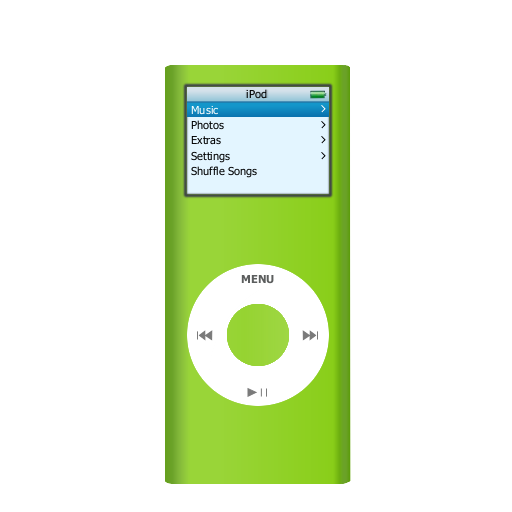 iPod
Music
Photos
Extras
Settings
Shuffle Songs
MENU